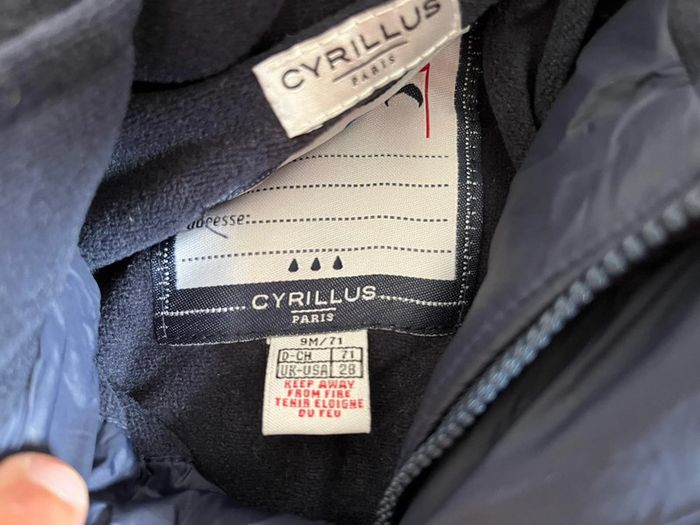 CYRILLUS
PARIS
adresse:
CYRILLUS
PARIS
9M/71
D-CH 71
UK-USA 28
KEEP AWAY
FROM FIRE
TENIR ELOIGNE
DU FEU